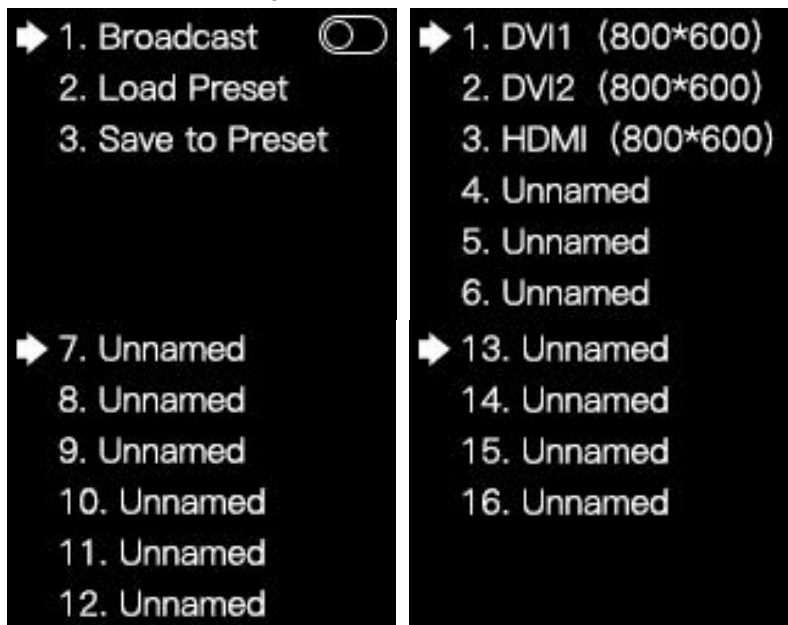 1. Broadcast
2. Load Preset
3. Save to Preset
1. DVI1 (800*600)
2. DVI2 (800*600)
3. HDMI (800*600)
4. Unnamed
5. Unnamed
6. Unnamed
7. Unnamed
8. Unnamed
9. Unnamed
10. Unnamed
11. Unnamed
12. Unnamed
13. Unnamed
14. Unnamed
15. Unnamed
16. Unnamed